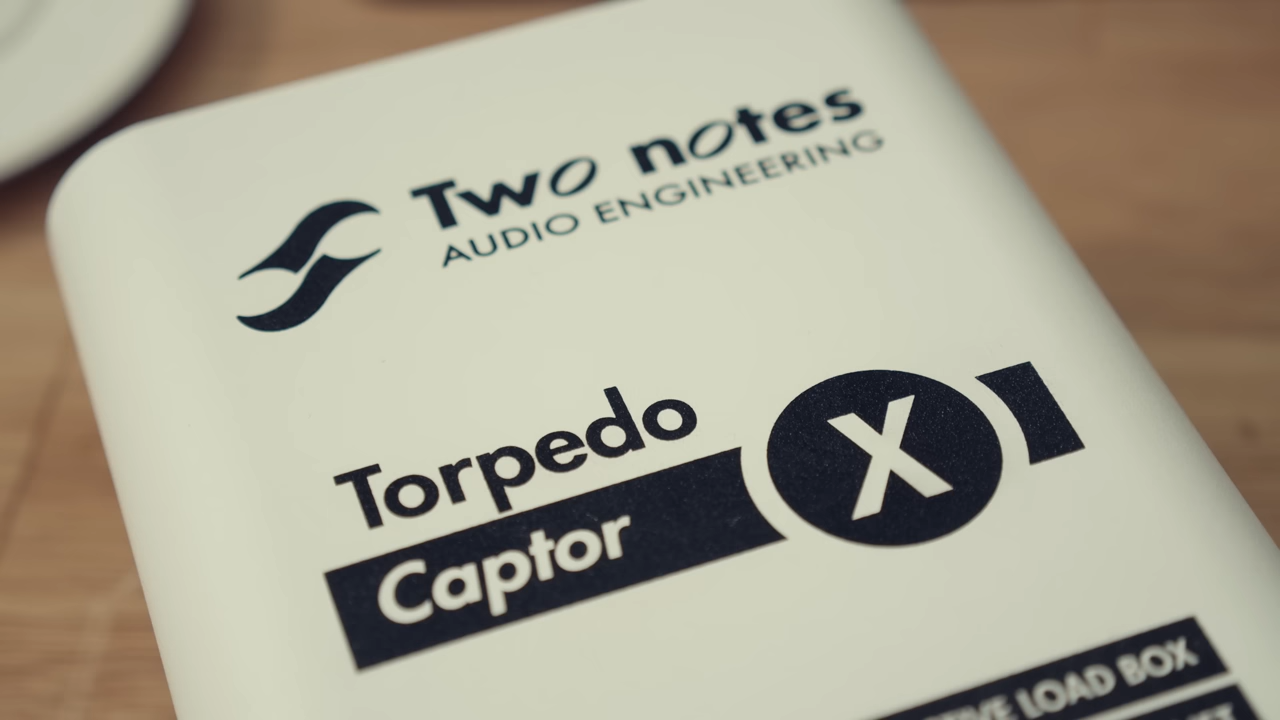 Two notes
AUDIO ENGINEERING
Torpedo
Captor X
LOAD BOX